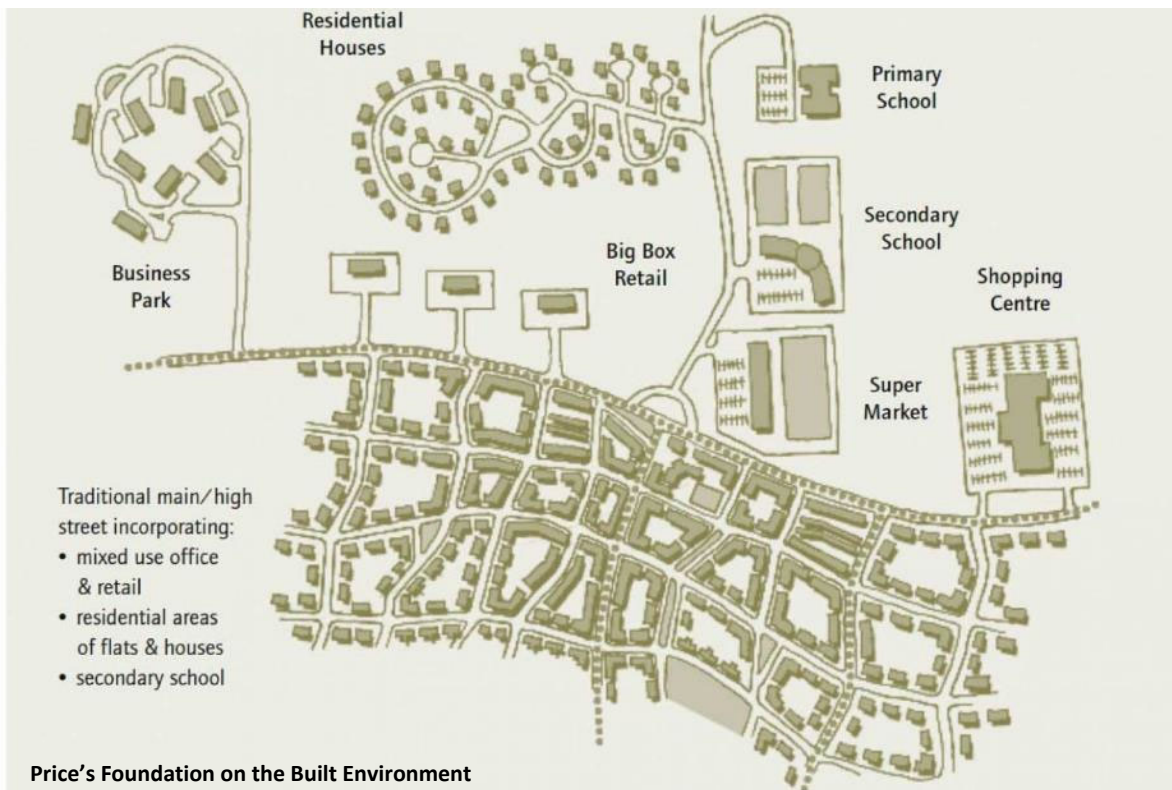 Residential
Houses
Primary
School
Secondary
School
Big Box
Retail
Business
Park
Shopping
Centre
Super
Market
Traditional main/high
street incorporating:
• mixed use office
& retail
• residential areas
of flats & houses
• secondary school
Price’s Foundation on the Built Environment